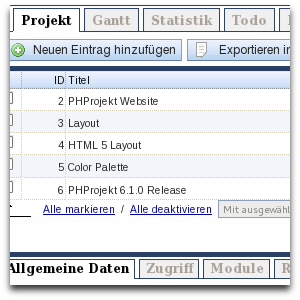 Projekt Gantt Statistik Todo
Neuen Eintrag hinzufügen Exportieren
ID Titel
2 PHProjekt Website
3 Layout
4 HTML 5 Layout
5 Color Palette
6 PHProjekt 6.1.0 Release
Alle markieren / Alle deaktivieren Mit ausgewähl
Allgemeine Daten Zugriff Module R